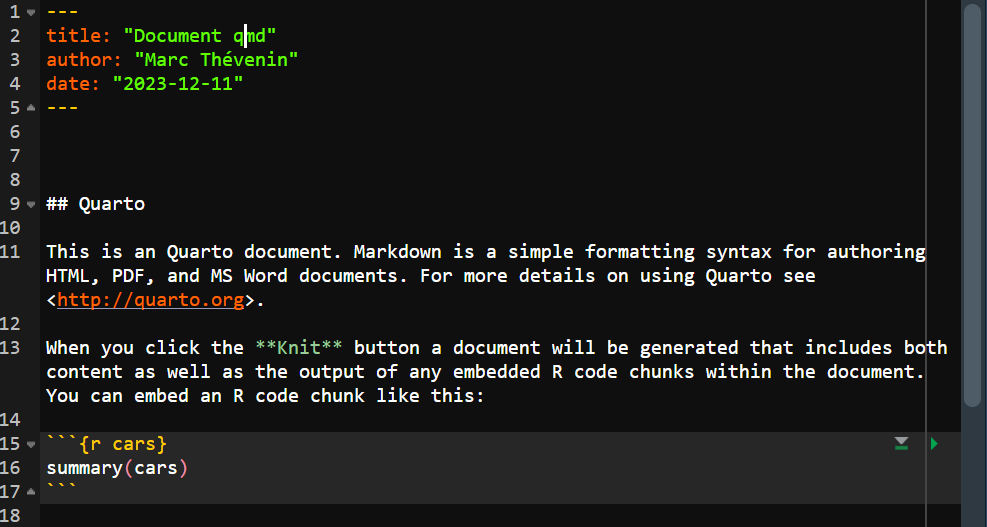 1 ---
2 title: "Document qmd"
3 author: "Marc Thévenin"
4 date: "2023-12-11"
5 ---
6
7
8
9 ## Quarto
10
11 This is an Quarto document. Markdown is a simple formatting syntax for authoring
HTML, PDF, and MS Word documents. For more details on using Quarto see
<http://quarto.org>.
12
13 When you click the **Knit** button a document will be generated that includes both
content as well as the output of any embedded R code chunks within the document.
You can embed an R code chunk like this:
14
15 ```{r cars}
16 summary(cars)
17 ```
18